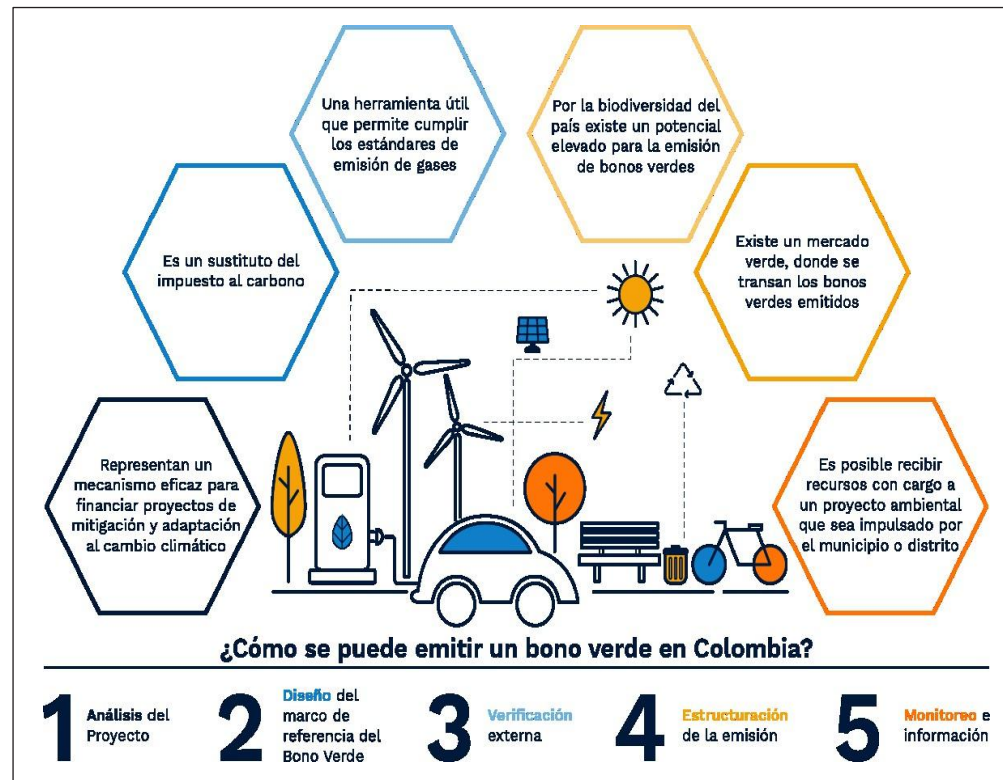 Una herramienta útil
que permite cumplir
los estándares de
emisión de gases
Por la biodiversidad del
país existe un potencial
elevado para la emisión
de bonos verdes
Es un sustituto del
impuesto al carbono
Existe un mercado
verde, donde se
transan los bonos
verdes emitidos
Representan un
mecanismo eficaz para
financiar proyectos de
mitigación y adaptación
al cambio climático
Es posible recibir
recursos con cargo a
un proyecto ambiental
que sea impulsado por
el municipio o distrito
¿Cómo se puede emitir un bono verde en Colombia?
1 Análisis del
Proyecto
2 Diseño del
marco de
referencia del
Bono Verde
3 Verificación
externa
4 Estructuración
de la emisión
5 Monitoreo e
información